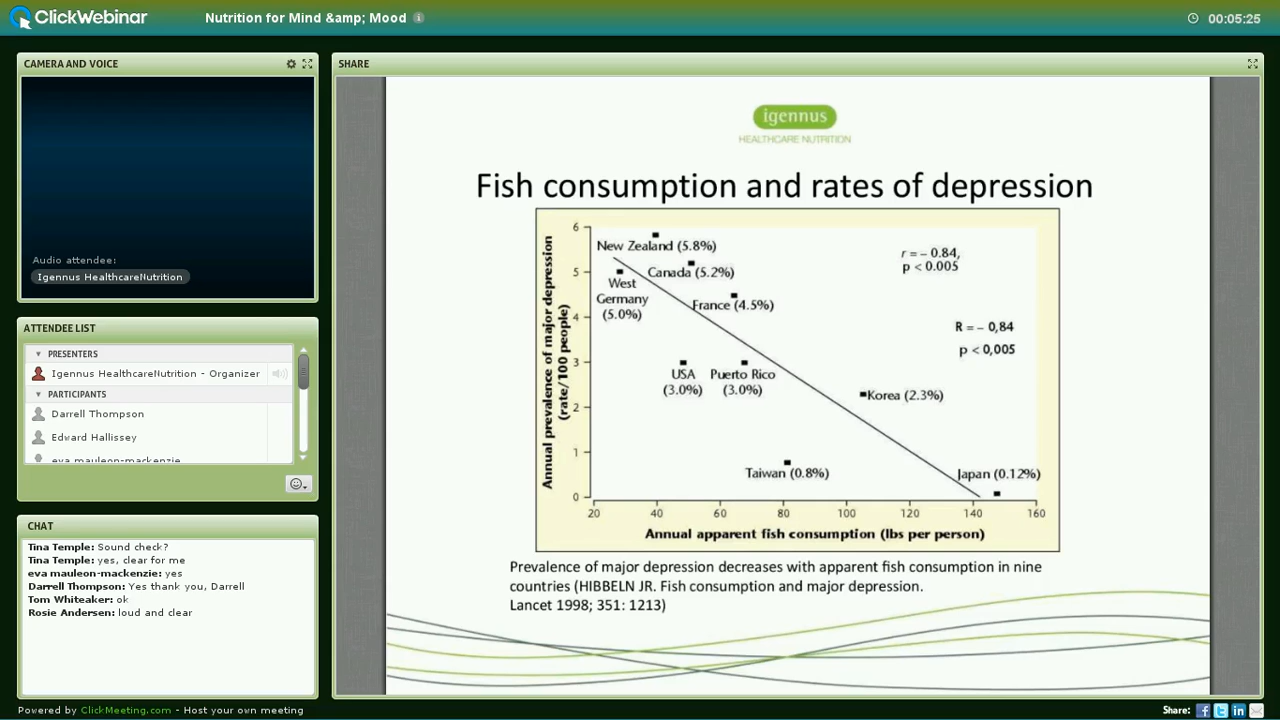 ClickWebinar
Nutrition for Mind &amp; Mood
00:05:25
CAMERA AND VOICE
Audio attendee:
Igennus HealthcareNutrition
ATTENDEE LIST
PRESENTERS
Igennus HealthcareNutrition - Organizer
PARTICIPANTS
Darrell Thompson
Edward Hallissey
eva mauleon-mackenzie
CHAT
Tina Temple: Sound check?
Tina Temple: yes, clear for me
eva mauleon-mackenzie: yes
Darrell Thompson: Yes thank you, Darrell
Tom Whiteaker: ok
Rosie Andersen: loud and clear
SHARE
igennus
HEALTHCARE NUTRITION
Fish consumption and rates of depression
Annual prevalence of major depression
(rate/100 people)
6
5
4
3
2
1
0
New Zealand (5.8%)
Canada (5.2%)
West
Germany
(5.0%)
France (4.5%)
USA
(3.0%)
Puerto Rico
(3.0%)
Korea (2.3%)
Taiwan (0.8%)
Japan (0.12%)
r = – 0.84,
p < 0.005
R = – 0,84
p < 0,005
20 40 60 80 100 120 140 160
Annual apparent fish consumption (lbs per person)
Prevalence of major depression decreases with apparent fish consumption in nine
countries (HIBBELN JR. Fish consumption and major depression.
Lancet 1998; 351: 1213)
Powered by ClickMeeting.com - Host your own meeting
Share: